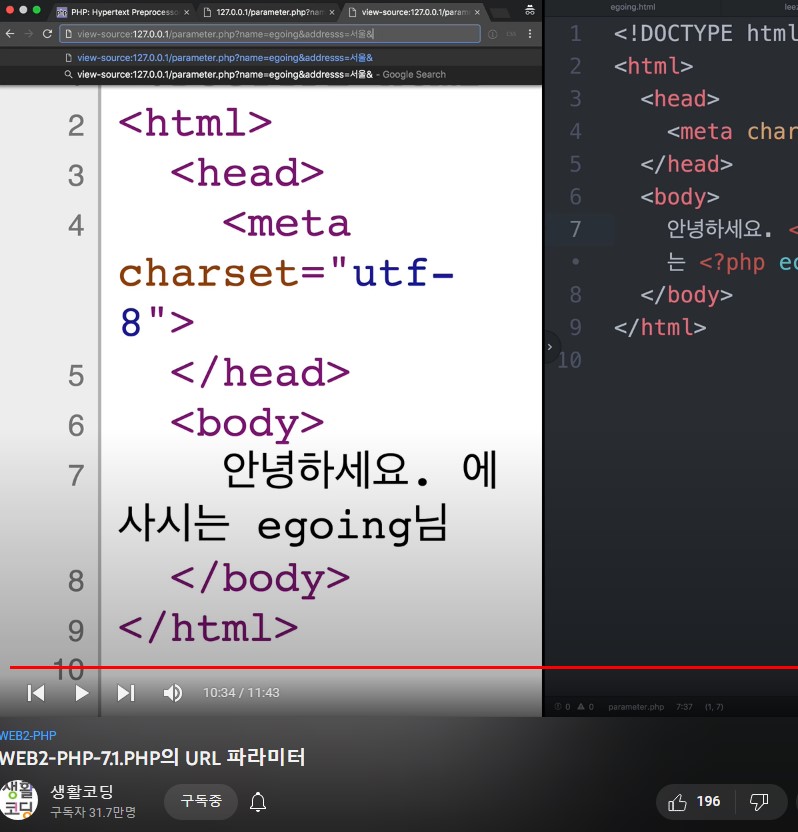 PHP: Hypertext Preprocesso
127.0.0.1/parameter.php?nam
view-source:127.0.0.1/param
view-source:127.0.0.1/parameter.php?name=egoing&addresss=서울&
view-source:127.0.0.1/parameter.php?name=egoing&addresss=서울&
view-source:127.0.0.1/parameter.php?name=egoing&addresss=서울& - Google Search
2 <html>
3 <head>
4 <meta
charset="utf-
8">
5 </head>
6 <body>
7 안녕하세요. 에
사시는 egoing님
8 </body>
9 </html>
10
egoing.html
1 <!DOCTYPE html
2 <html>
3 <head>
4 <meta char
5 </head>
6 <body>
7 안녕하세요. <
는 <?php ec
8 </body>
9 </html>
10
0 0 parameter.php 7:37 (1, 7)
10:34 / 11:43
WEB2-PHP
WEB2-PHP-7.1.PHP의 URL 파라미터
생활
코딩
생활코딩
구독자 31.7만명
구독중
196